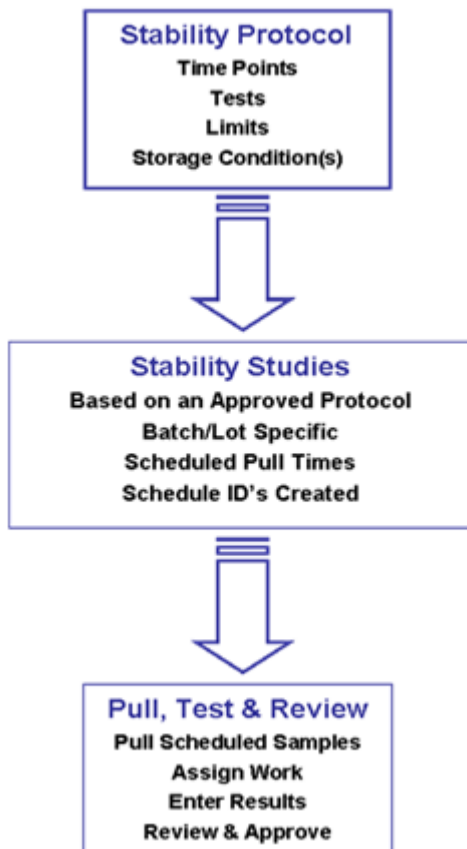 Stability Protocol
Time Points
Tests
Limits
Storage Condition(s)
Stability Studies
Based on an Approved Protocol
Batch/Lot Specific
Scheduled Pull Times
Schedule ID's Created
Pull, Test & Review
Pull Scheduled Samples
Assign Work
Enter Results
Review & Approve